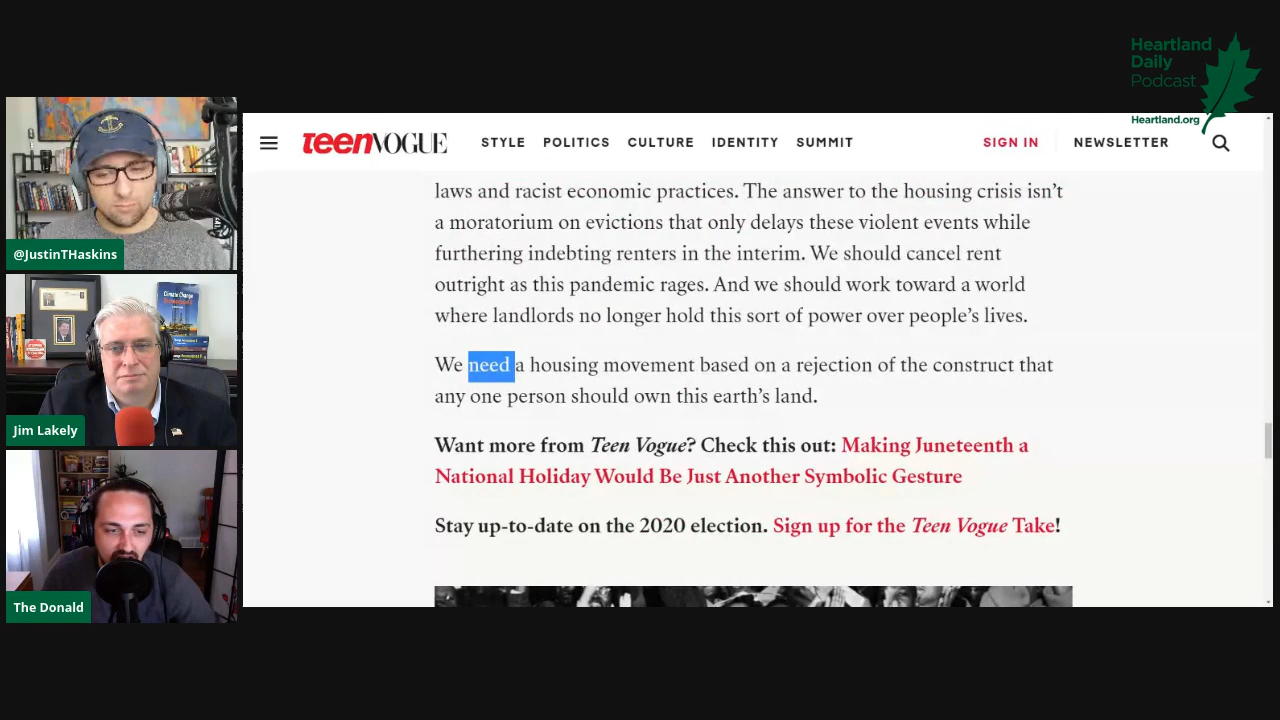 Heartland
Daily
Podcast
Heartland.org
teenVOGUE STYLE POLITICS CULTURE IDENTITY SUMMIT SIGN IN NEWSLETTER
laws and racist economic practices. The answer to the housing crisis isn’t
a moratorium on evictions that only delays these violent events while
furthering indebting renters in the interim. We should cancel rent
outright as this pandemic rages. And we should work toward a world
where landlords no longer hold this sort of power over people’s lives.
We need a housing movement based on a rejection of the construct that
any one person should own this earth’s land.
Want more from Teen Vogue? Check this out: Making Juneteenth a
National Holiday Would Be Just Another Symbolic Gesture
Stay up-to-date on the 2020 election. Sign up for the Teen Vogue Take!
@JustinTHaskins
Climate Change
Jim Lakely
The Donald